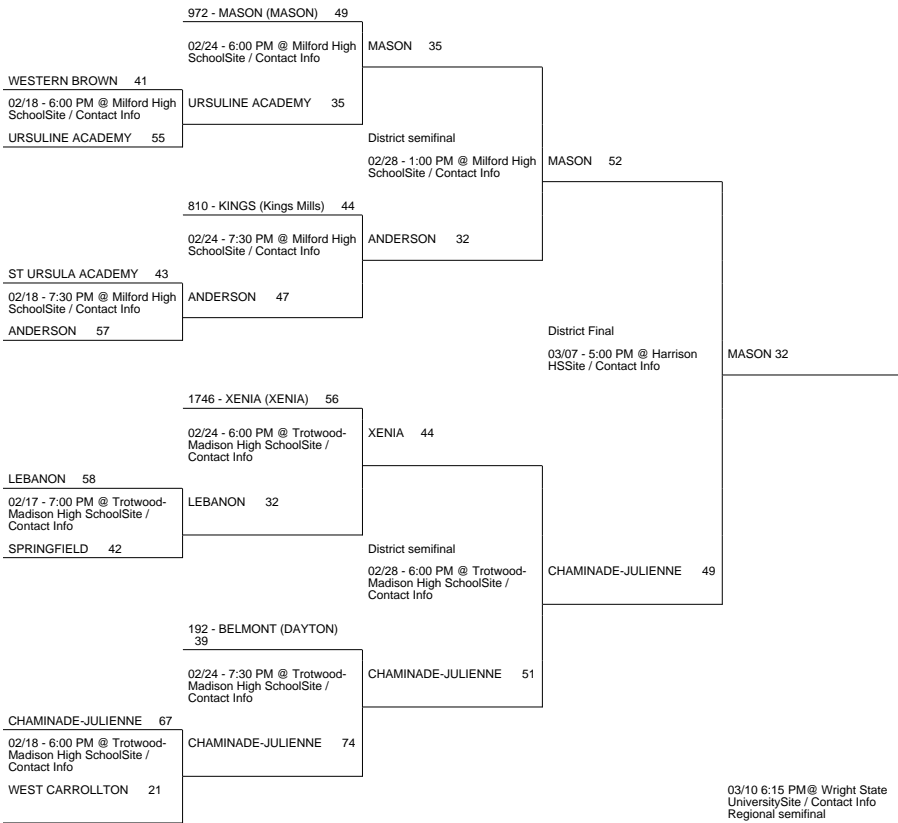 972 - MASON (MASON) 49
02/24 - 6:00 PM @ Milford High
SchoolSite / Contact Info
MASON 35
WESTERN BROWN 41
02/18 - 6:00 PM @ Milford High
SchoolSite / Contact Info
URSULINE ACADEMY 35
URSULINE ACADEMY 55
District semifinal
02/28 - 1:00 PM @ Milford High
SchoolSite / Contact Info
MASON 52
810 - KINGS (Kings Mills) 44
02/24 - 7:30 PM @ Milford High
SchoolSite / Contact Info
ANDERSON 32
ST URSULA ACADEMY 43
02/18 - 7:30 PM @ Milford High
SchoolSite / Contact Info
ANDERSON 47
ANDERSON 57
District Final
03/07 - 5:00 PM @ Harrison
HSSite / Contact Info
MASON 32
1746 - XENIA (XENIA) 56
02/24 - 6:00 PM @ Trotwood-
Madison High SchoolSite /
Contact Info
XENIA 44
LEBANON 58
02/17 - 7:00 PM @ Trotwood-
Madison High SchoolSite /
Contact Info
LEBANON 32
SPRINGFIELD 42
District semifinal
02/28 - 6:00 PM @ Trotwood-
Madison High SchoolSite /
Contact Info
CHAMINADE-JULIENNE 49
192 - BELMONT (DAYTON)
39
02/24 - 7:30 PM @ Trotwood-
Madison High SchoolSite /
Contact Info
CHAMINADE-JULIENNE 51
CHAMINADE-JULIENNE 67
02/18 - 6:00 PM @ Trotwood-
Madison High SchoolSite /
Contact Info
CHAMINADE-JULIENNE 74
WEST CARROLLTON 21
03/10 6:15 PM@ Wright State
UniversitySite / Contact Info
Regional semifinal